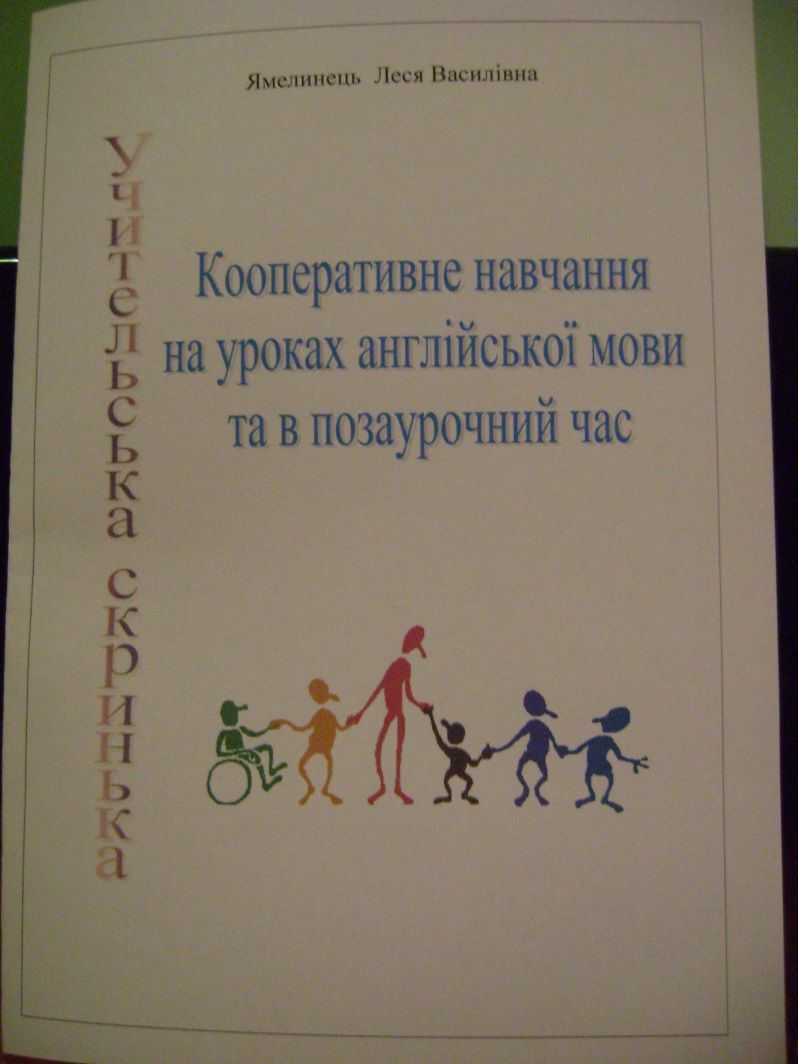 Ямелинець Леся Василівна
Учительська скринька
Кооперативне навчання
на уроках англійської мови
та в позаурочний час